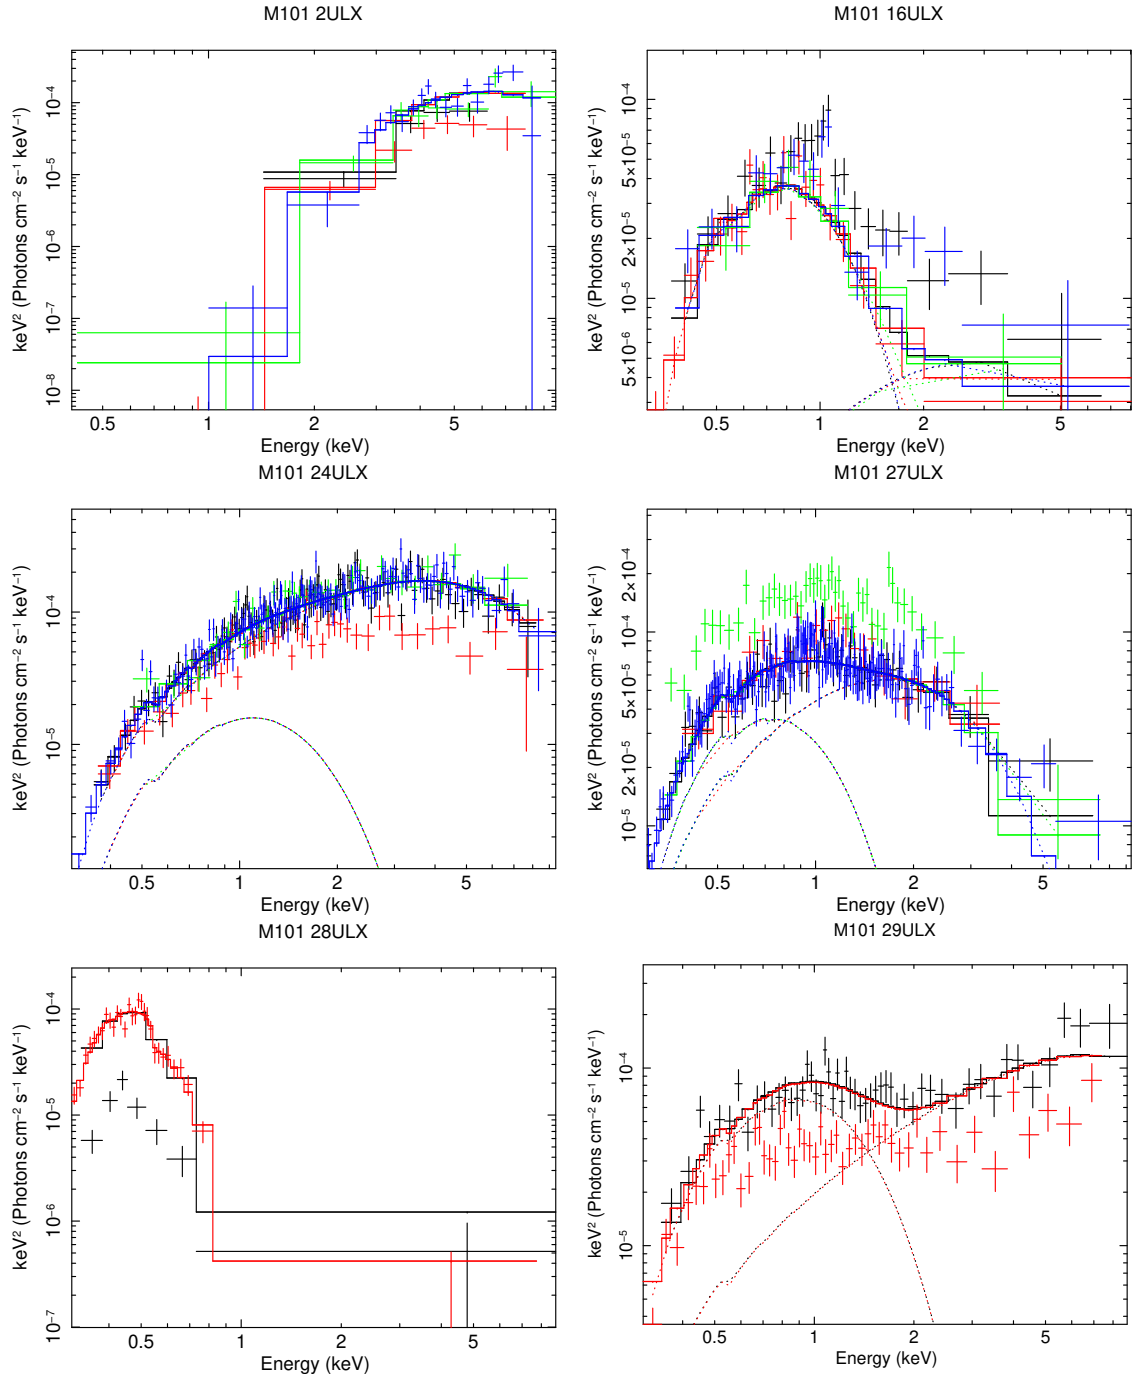 M101 2ULX
keV² (Photons cm⁻² s⁻¹ keV⁻¹)
10⁻⁴
10⁻⁵
10⁻⁶
10⁻⁷
10⁻⁸
0.5 1 2 5
Energy (keV)
M101 16ULX
keV² (Photons cm⁻² s⁻¹ keV⁻¹)
10⁻⁴
5×10⁻⁵
2×10⁻⁵
10⁻⁵
5×10⁻⁶
0.5 1 2 5
Energy (keV)
M101 24ULX
keV² (Photons cm⁻² s⁻¹ keV⁻¹)
10⁻⁴
10⁻⁵
0.5 1 2 5
Energy (keV)
M101 27ULX
keV² (Photons cm⁻² s⁻¹ keV⁻¹)
2×10⁻⁴
10⁻⁴
5×10⁻⁵
2×10⁻⁵
10⁻⁵
0.5 1 2 5
Energy (keV)
M101 28ULX
keV² (Photons cm⁻² s⁻¹ keV⁻¹)
10⁻⁴
10⁻⁵
10⁻⁶
10⁻⁷
0.5 1 2 5
Energy (keV)
M101 29ULX
keV² (Photons cm⁻² s⁻¹ keV⁻¹)
10⁻⁴
10⁻⁵
0.5 1 2 5
Energy (keV)